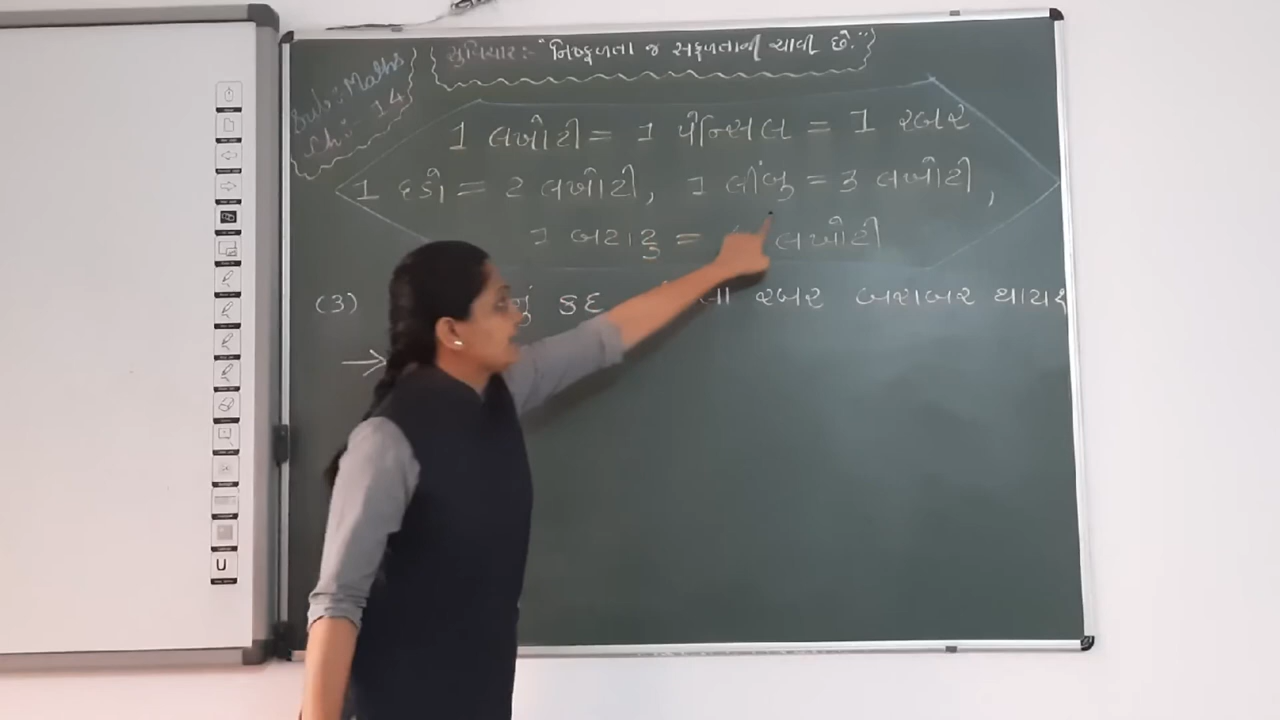 Sub:- Maths
Ch:- 14
સુવિચાર:- "નિષ્ફળતા જ સફળતાની ચાવી છે."
1 લખોટી = 1 પેન્સિલ = 1 રબર
1 દડો = 2 લખોટી, 1 લીંબુ = 3 લખોટી,
1 બટાટુ = લખોટી
(3) નું કદ રબર બરાબર થાય?
→
U